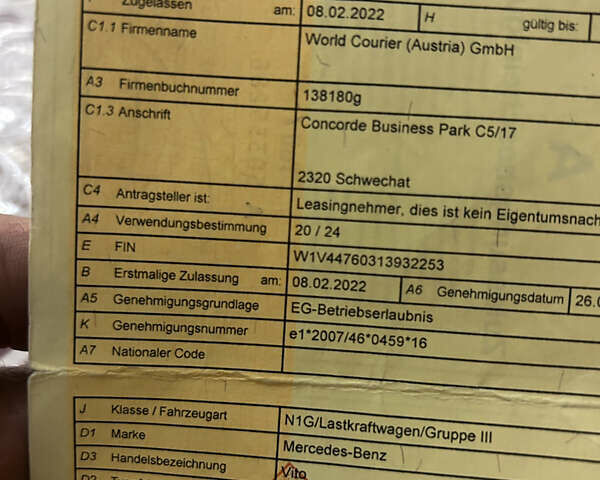 Zugelassen am: 08.02.2022 H gültig bis:
C1.1 Firmenname World Courier (Austria) GmbH
A3 Firmenbuchnummer 138180g
C1.3 Anschrift Concorde Business Park C5/17
2320 Schwechat
C4 Antragsteller ist: Leasingnehmer, dies ist kein Eigentumsnach
A4 Verwendungsbestimmung 20 / 24
E FIN W1V44760313932253
B Erstmalige Zulassung am: 08.02.2022 A6 Genehmigungsdatum 26.0
A5 Genehmigungsgrundlage EG-Betriebserlaubnis
K Genehmigungsnummer e1*2007/46*0459*16
A7 Nationaler Code
J Klasse / Fahrzeugart N1G/Lastkraftwagen/Gruppe III
D1 Marke Mercedes-Benz
D3 Handelsbezeichnung Vito